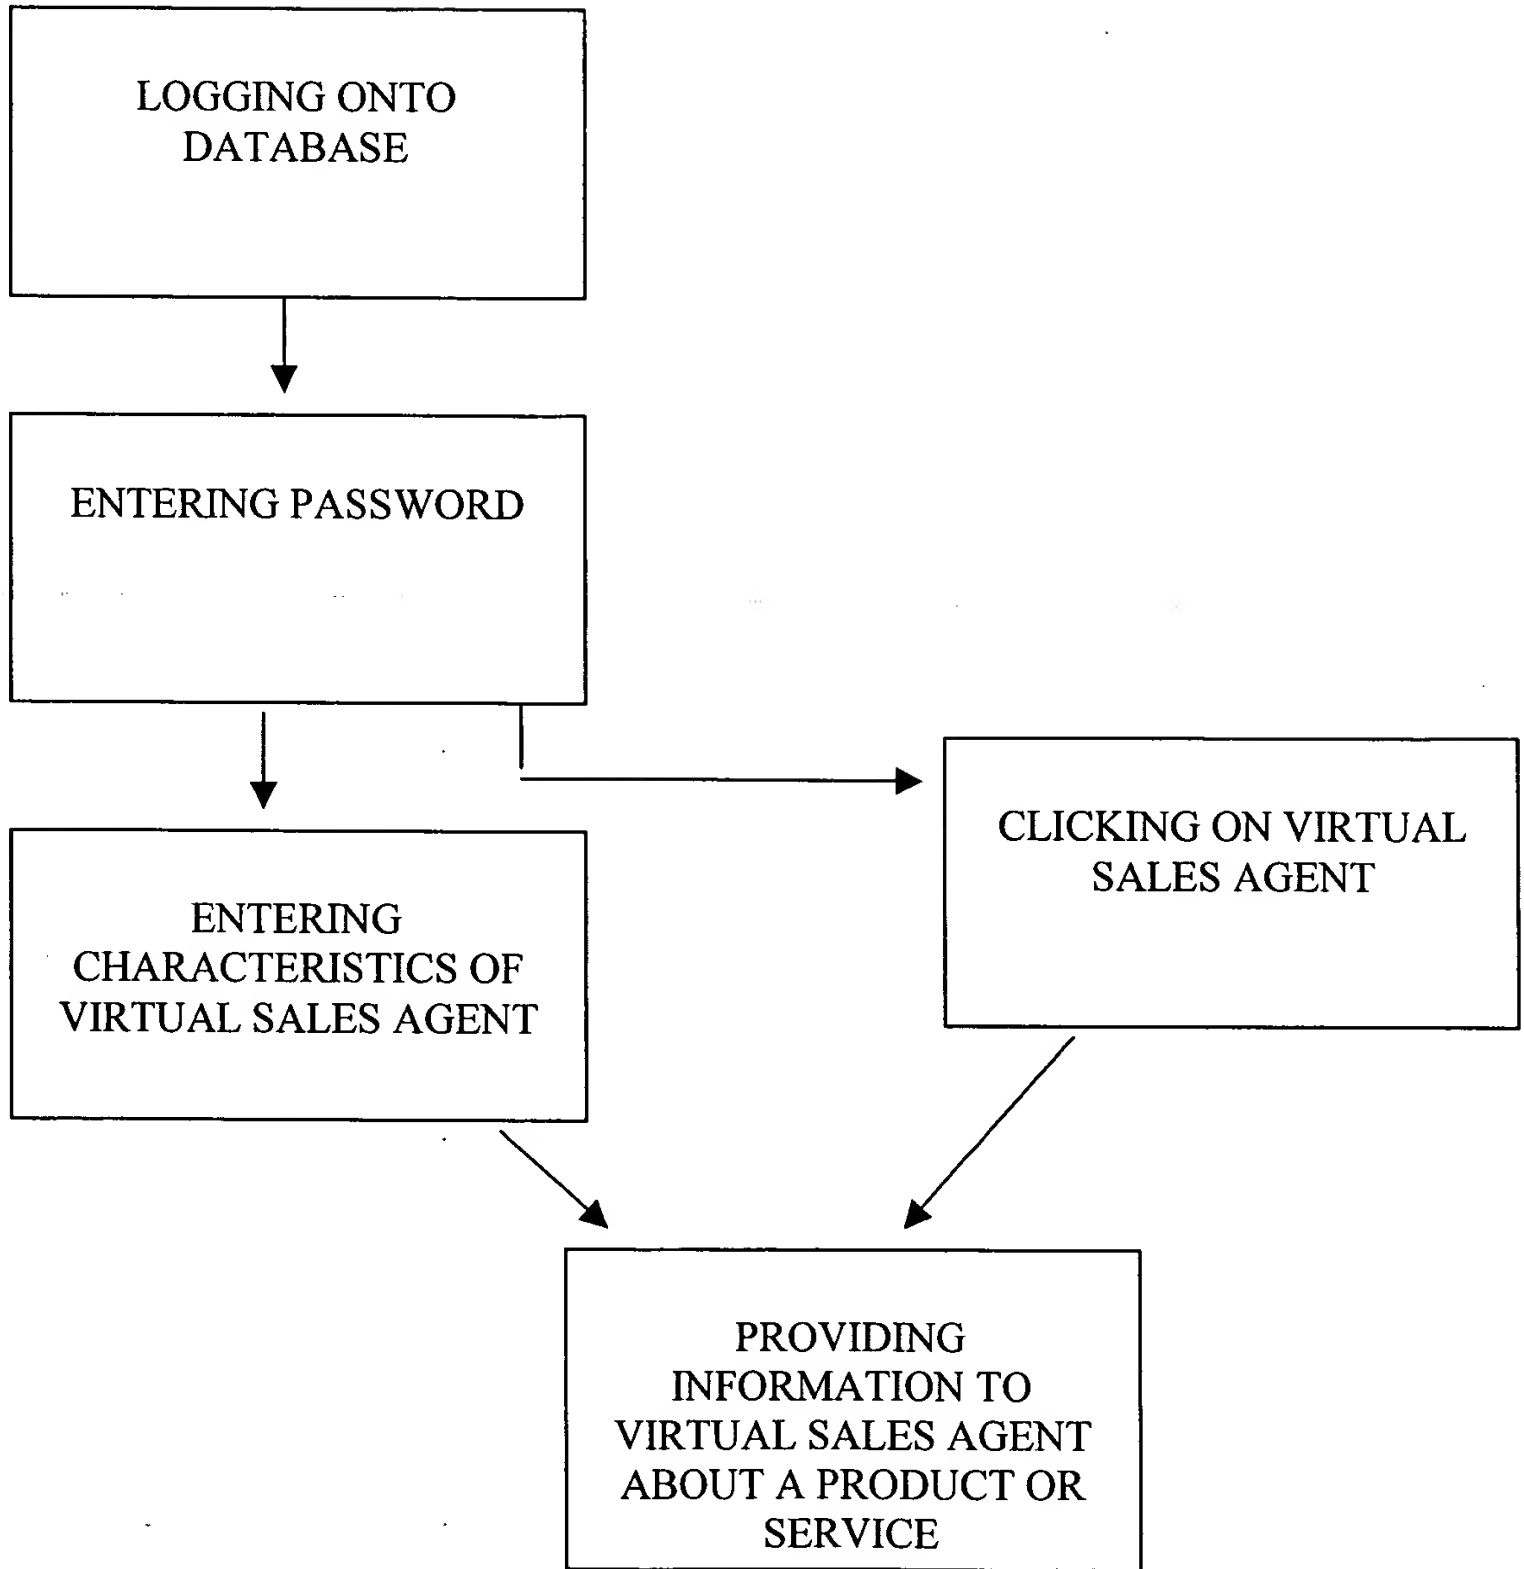 LOGGING ONTO
DATABASE
ENTERING PASSWORD
CLICKING ON VIRTUAL
SALES AGENT
ENTERING
CHARACTERISTICS OF
VIRTUAL SALES AGENT
PROVIDING
INFORMATION TO
VIRTUAL SALES AGENT
ABOUT A PRODUCT OR
SERVICE